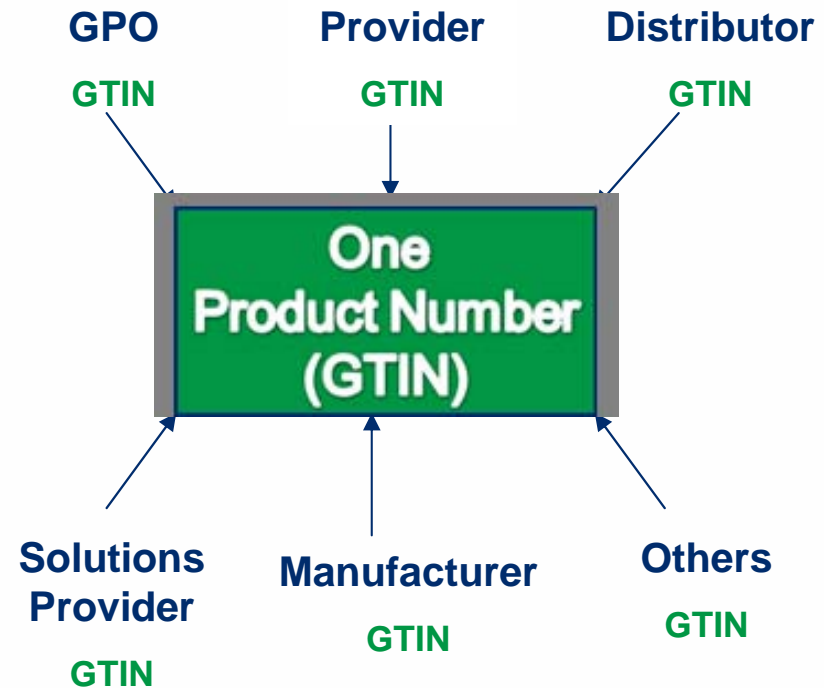 GPO
Provider
Distributor
GTIN
GTIN
GTIN
One
Product Number
(GTIN)
Solutions
Provider
GTIN
Manufacturer
GTIN
Others
GTIN